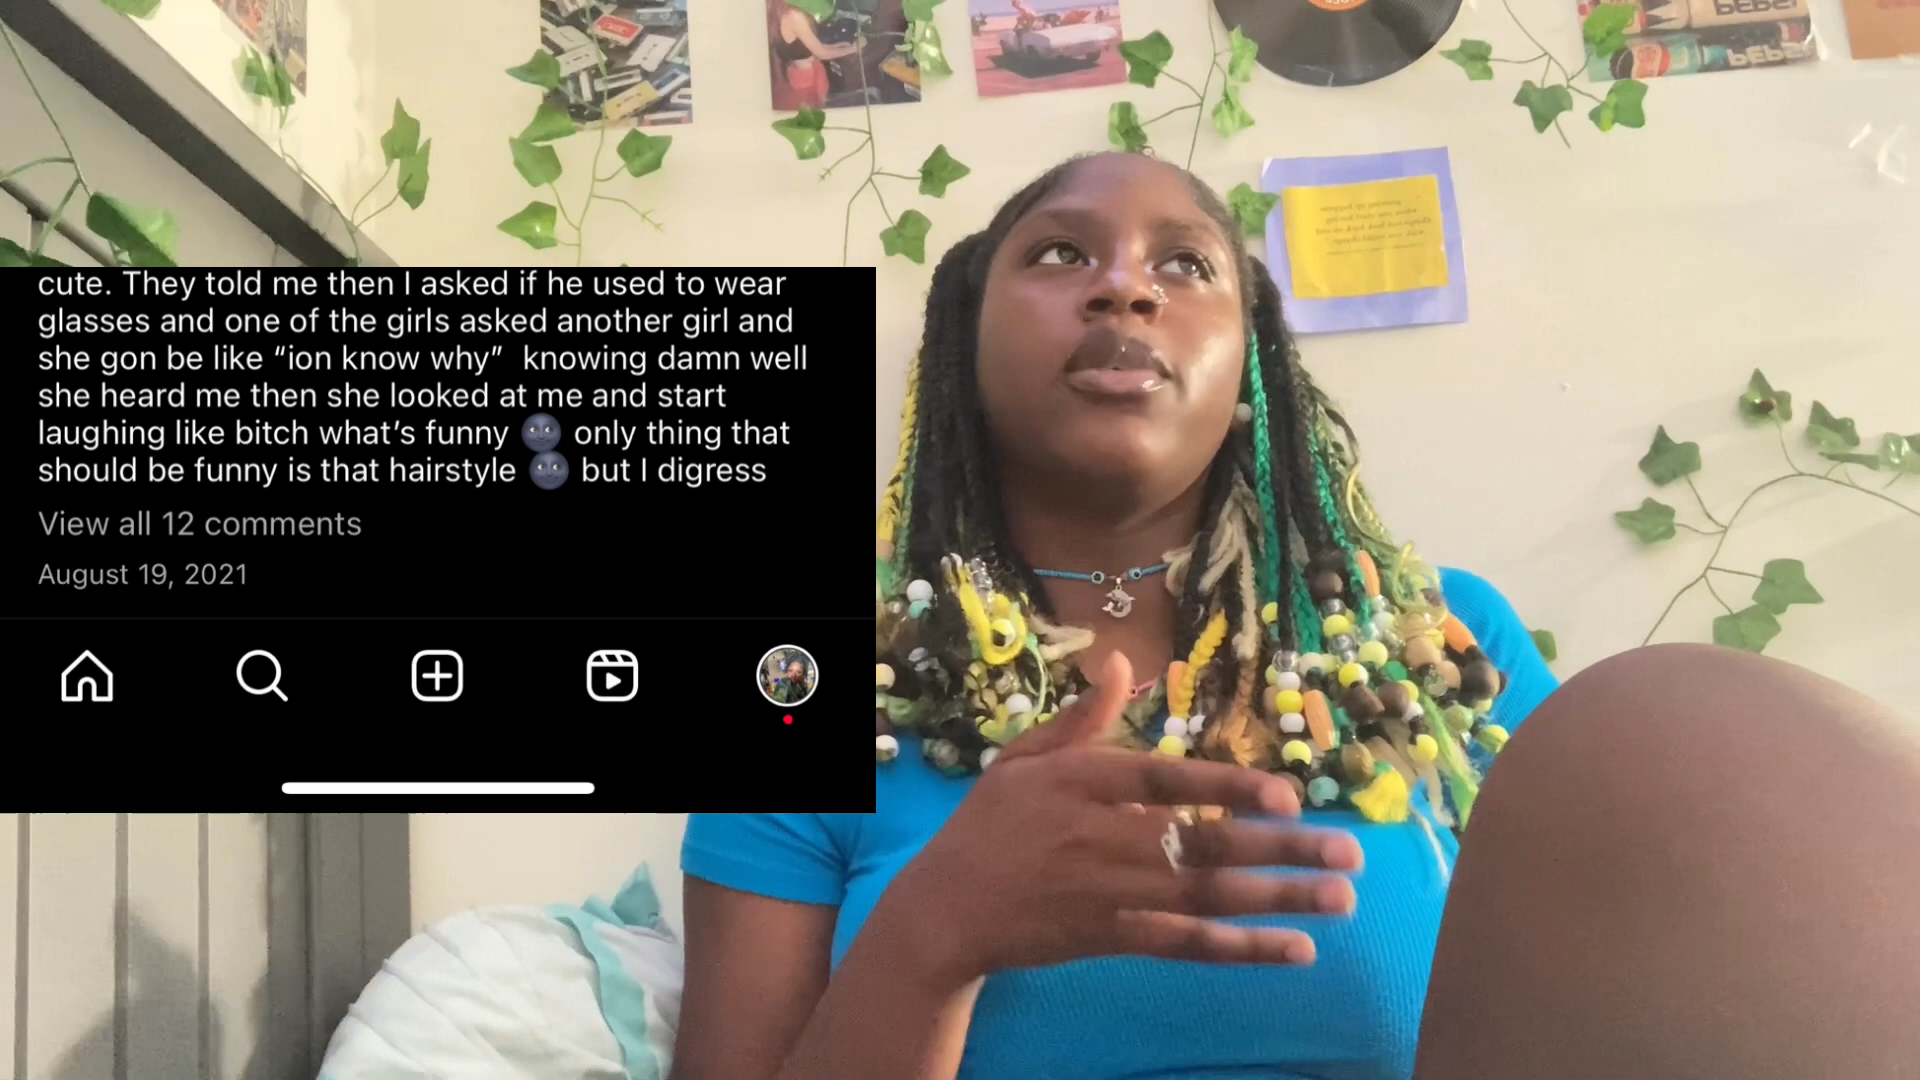 cute. They told me then I asked if he used to wear
glasses and one of the girls asked another girl and
she gon be like “ion know why”  knowing damn well
she heard me then she looked at me and start
laughing like bitch what’s funny 🌚 only thing that
should be funny is that hairstyle 🌚 but I digress
View all 12 comments
August 19, 2021